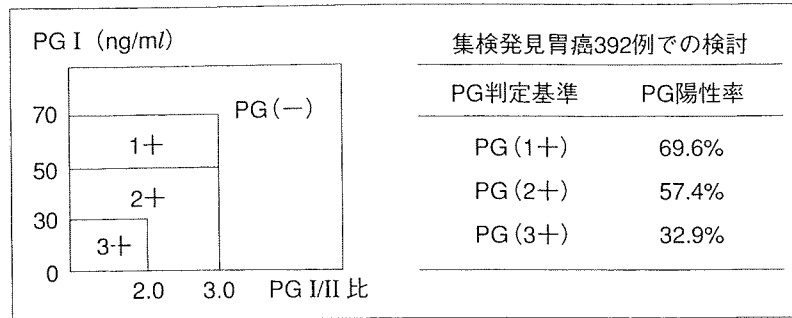 PG I (ng/ml)
70
50
30
0
PG(−)
1+
2+
3+
2.0 3.0 PG I/II 比
集検発見胃癌392例での検討
PG判定基準 PG陽性率
PG(1+) 69.6%
PG(2+) 57.4%
PG(3+) 32.9%